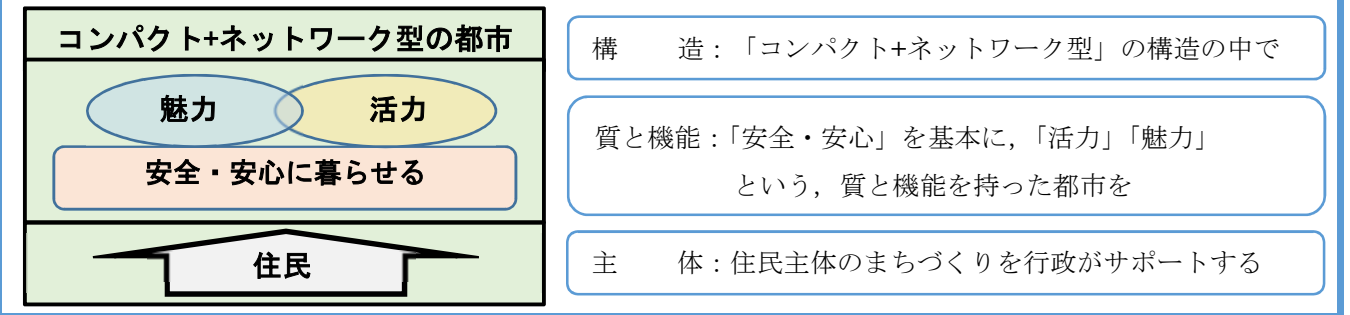 コンパクト+ネットワーク型の都市
魅力
活力
安全・安心に暮らせる
住民
構　　造：「コンパクト+ネットワーク型」の構造の中で
質と機能：「安全・安心」を基本に，「活力」「魅力」
という，質と機能を持った都市を
主　　体：住民主体のまちづくりを行政がサポートする